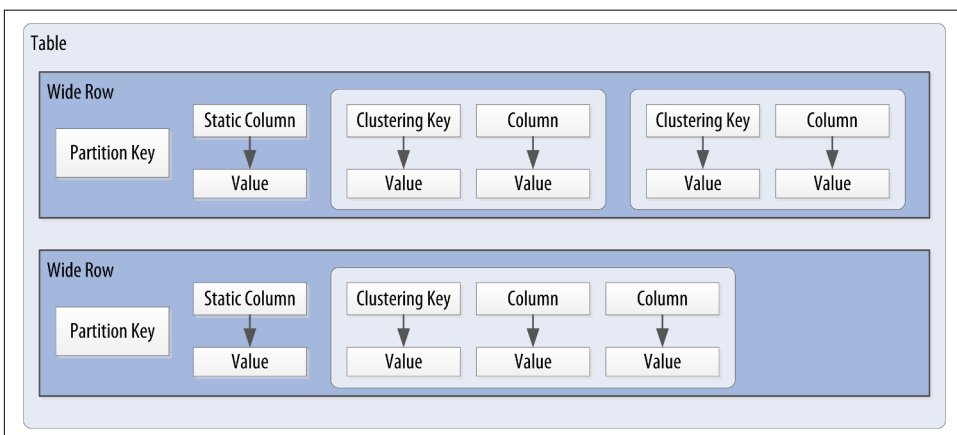 Table
Wide Row
Static Column Clustering Key Column Clustering Key Column
Partition Key
Value Value Value Value Value
Wide Row
Static Column Clustering Key Column Column
Partition Key
Value Value Value Value